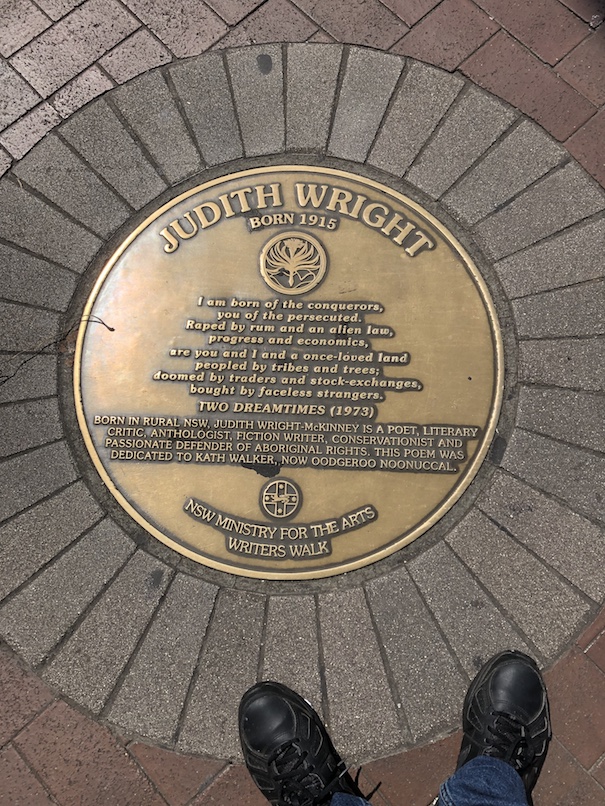 JUDITH WRIGHT
BORN 1915
I am born of the conquerors,
you of the persecuted.
Raped by rum and an alien law,
progress and economics,
are you and I and a once-loved land
peopled by tribes and trees;
doomed by traders and stock-exchanges,
bought by faceless strangers.
TWO DREAMTIMES (1973)
BORN IN RURAL NSW, JUDITH WRIGHT-McKINNEY IS A POET, LITERARY
CRITIC, ANTHOLOGIST, FICTION WRITER, CONSERVATIONIST AND
PASSIONATE DEFENDER OF ABORIGINAL RIGHTS. THIS POEM WAS
DEDICATED TO KATH WALKER, NOW OODGEROO NOONUCCAL.
NSW MINISTRY FOR THE ARTS
WRITERS WALK